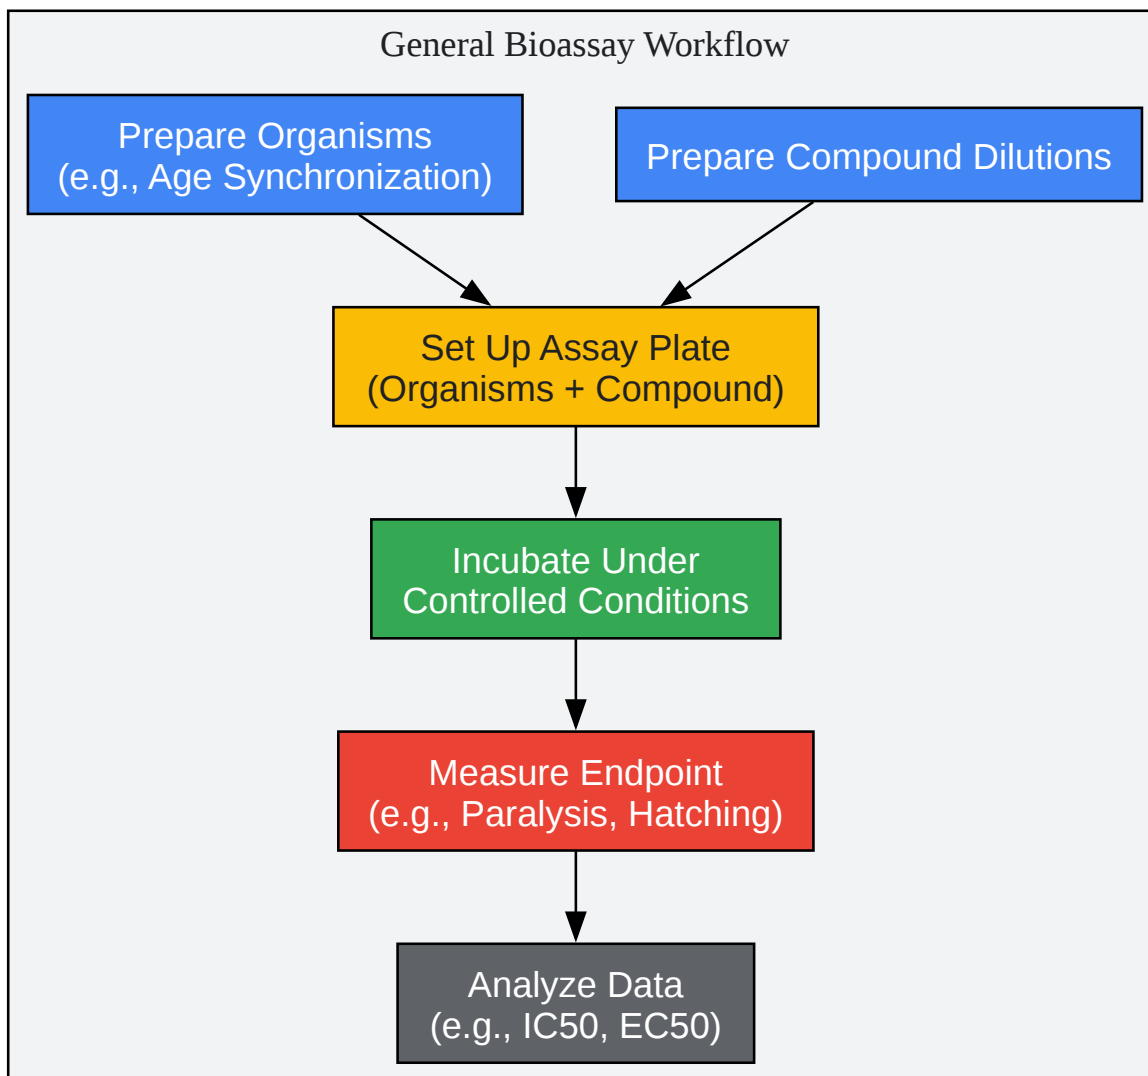 General Bioassay Workflow
Prepare Organisms
(e.g., Age Synchronization)
Prepare Compound Dilutions
Set Up Assay Plate
(Organisms + Compound)
Incubate Under
Controlled Conditions
Measure Endpoint
(e.g., Paralysis, Hatching)
Analyze Data
(e.g., IC50, EC50)